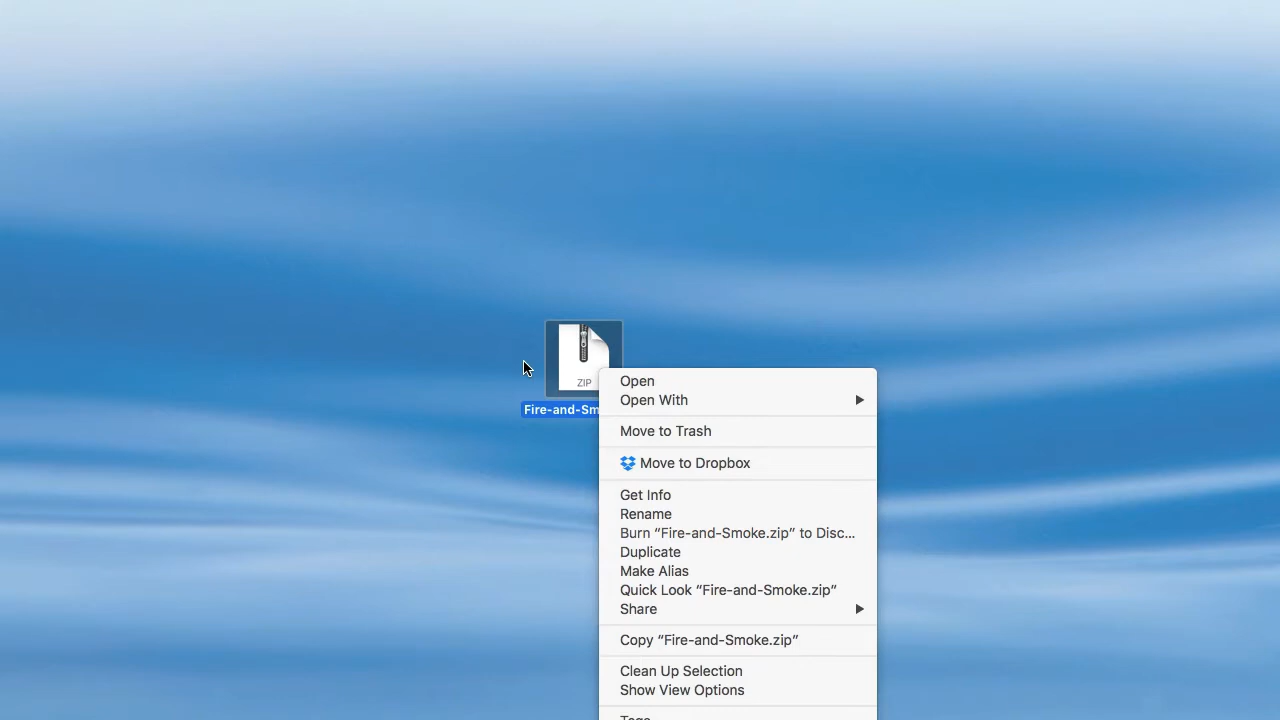 ZIP
Fire-and-Sm
Open
Open With
Move to Trash
Move to Dropbox
Get Info
Rename
Burn “Fire-and-Smoke.zip” to Disc...
Duplicate
Make Alias
Quick Look “Fire-and-Smoke.zip”
Share
Copy “Fire-and-Smoke.zip”
Clean Up Selection
Show View Options